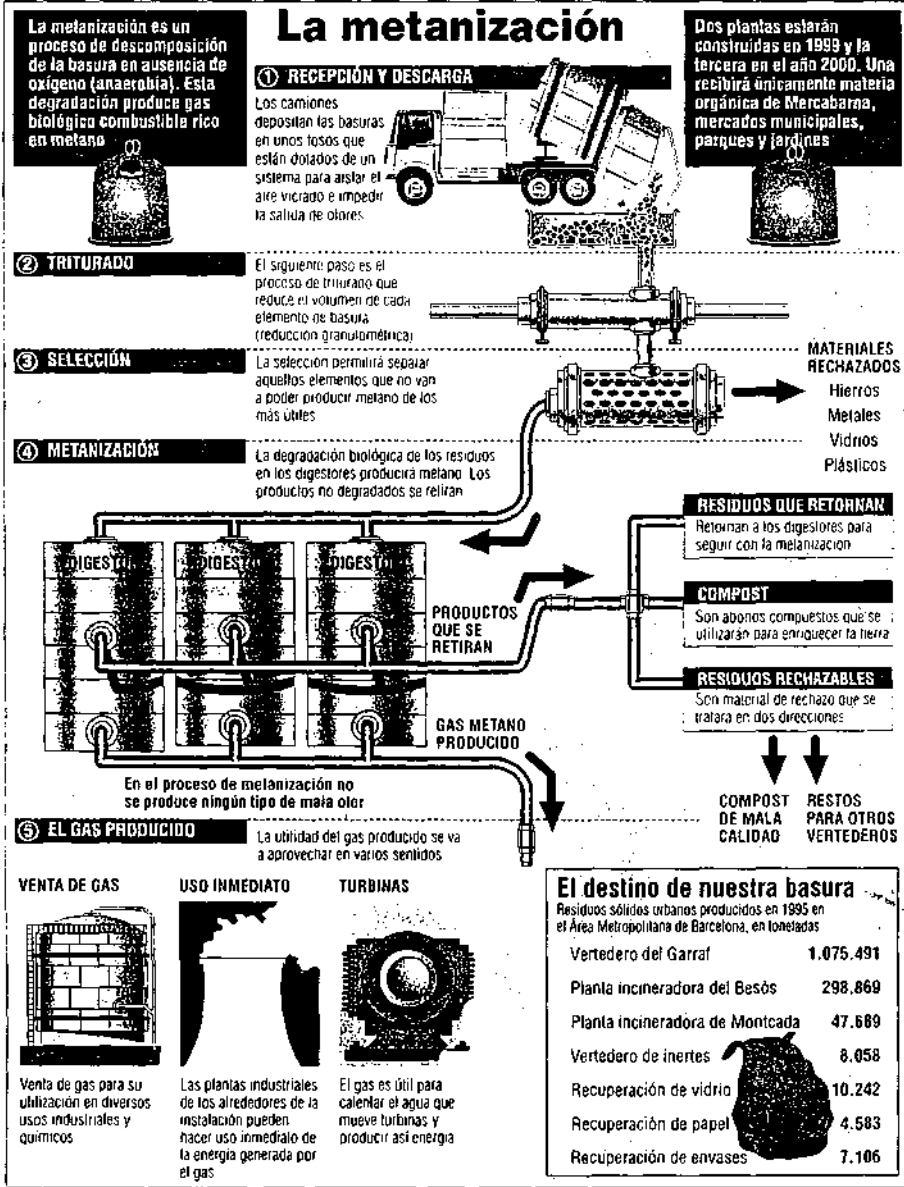 La metanización
La metanización es un
proceso de descomposición
de la basura en ausencia de
oxígeno (anaerobia). Esta
degradación produce gas
biológico combustible rico
en metano
Dos plantas estarán
construidas en 1999 y la
tercera en el año 2000. Una
recibirá únicamente materia
orgánica de Mercabarna,
mercados municipales,
parques y jardines
① RECEPCIÓN Y DESCARGA
Los camiones
depositan las basuras
en unos fosos que
están dotados de un
sistema para aislar el
aire viciado e impedir
la salida de olores
② TRITURADO
El siguiente paso es el
proceso de triturado que
reduce el volumen de cada
elemento de basura
(reducción granulométrica)
③ SELECCIÓN
La selección permitirá separar
aquellos elementos que no van
a poder producir metano de los
más útiles
MATERIALES
RECHAZADOS
Hierros
Metales
Vidrios
Plásticos
④ METANIZACIÓN
La degradación biológica de los residuos
en los digestores producirá metano. Los
productos no degradados se retiran
DIGESTO
DIGESTO
DIGESTO
PRODUCTOS
QUE SE
RETIRAN
GAS METANO
PRODUCIDO
RESIDUOS QUE RETORNAN
Retornan a los digestores para
seguir con la metanización
COMPOST
Son abonos compuestos que se
utilizarán para enriquecer la tierra
RESIDUOS RECHAZABLES
Son material de rechazo que se
tratará en dos direcciones
COMPOST
DE MALA
CALIDAD
RESTOS
PARA OTROS
VERTEDEROS
En el proceso de metanización no
se produce ningún tipo de mala olor
⑤ EL GAS PRODUCIDO
La utilidad del gas producido se va
a aprovechar en varios sentidos
VENTA DE GAS
Venta de gas para su
utilización en diversos
usos industriales y
químicos
USO INMEDIATO
Las plantas industriales
de los alrededores de la
instalación pueden
hacer uso inmediato de
la energía generada por
el gas
TURBINAS
El gas es útil para
calentar el agua que
mueve turbinas y
producir así energía
El destino de nuestra basura
Residuos sólidos urbanos producidos en 1995 en
el Área Metropolitana de Barcelona, en toneladas
Vertedero del Garraf 1.075.491
Planta incineradora del Besòs 298.869
Planta incineradora de Montcada 47.669
Vertedero de inertes 8.058
Recuperación de vidrio 10.242
Recuperación de papel 4.583
Recuperación de envases 7.106